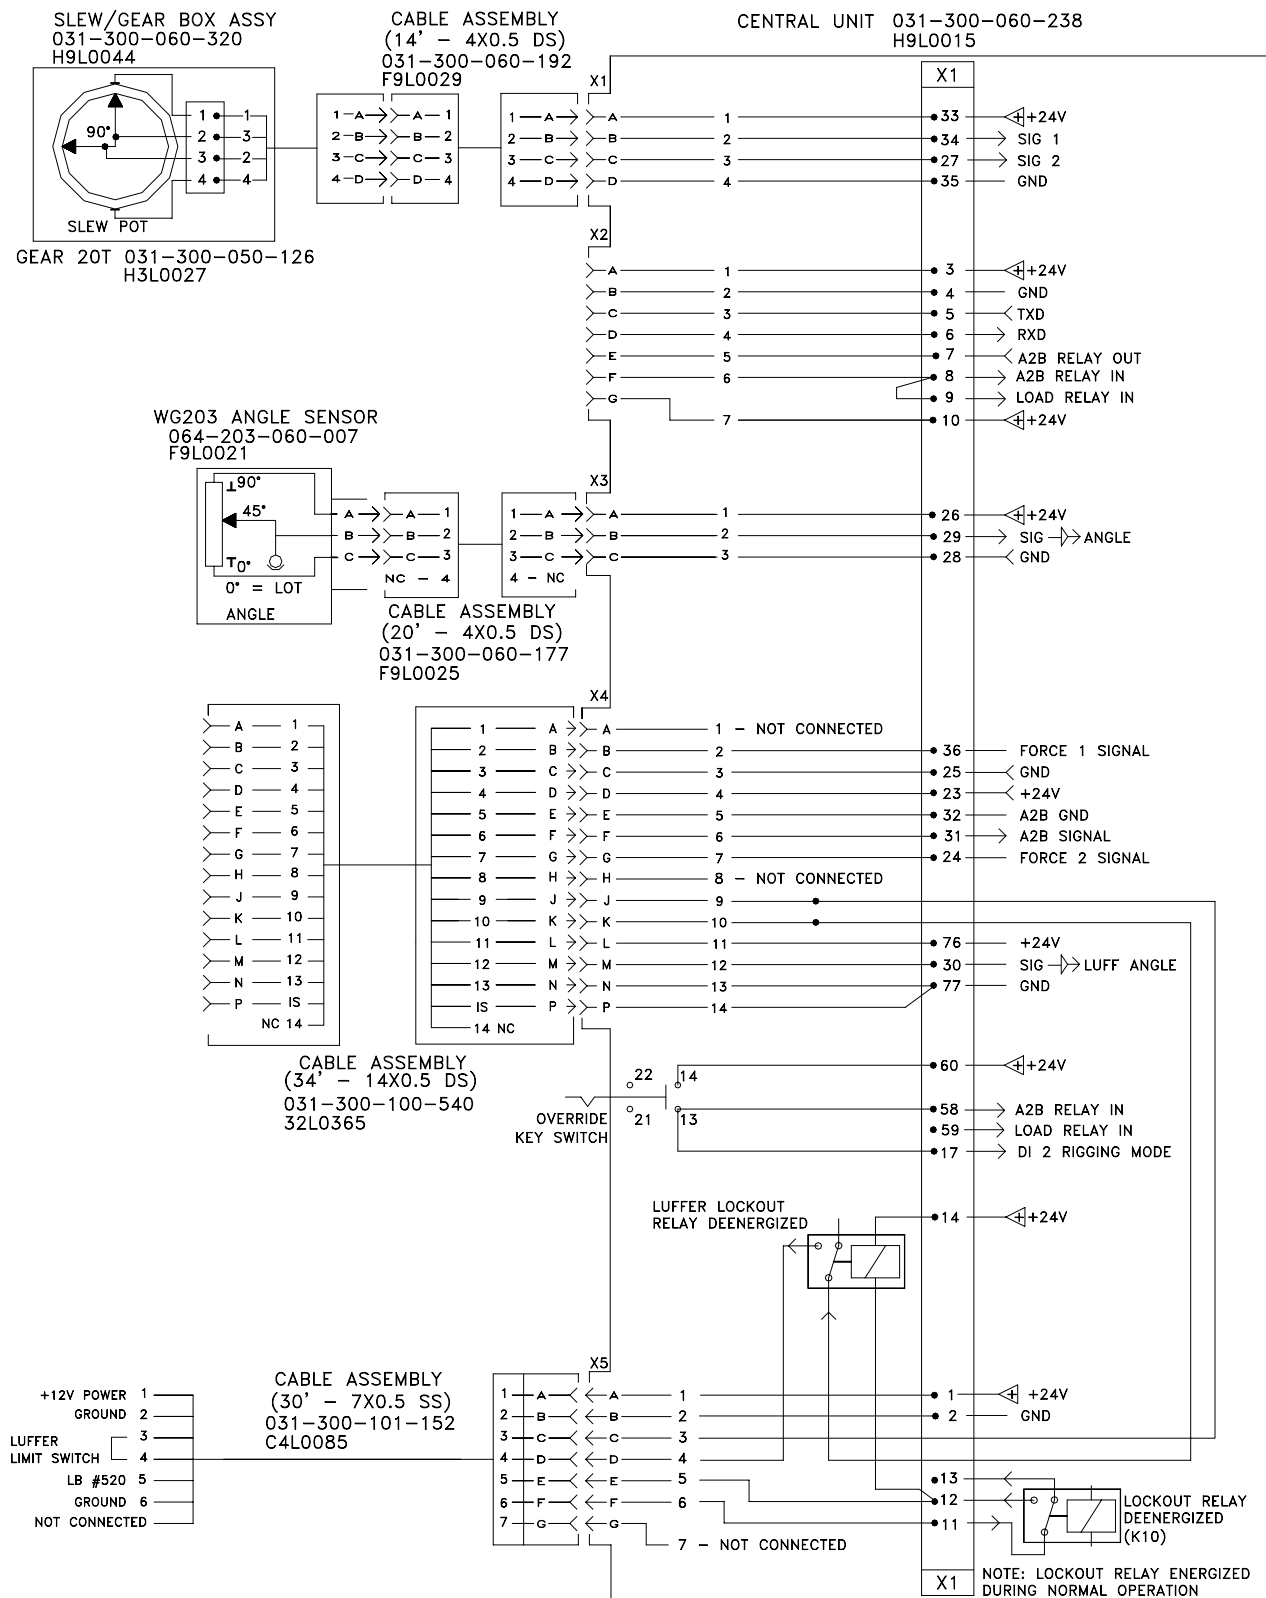 SLEW/GEAR BOX ASSY
031-300-060-320
H9L0044
CABLE ASSEMBLY
(14' - 4X0.5 DS)
031-300-060-192
F9L0029
CENTRAL UNIT 031-300-060-238
H9L0015
X1
X1
90°
1 1
2 3
3 2
4 4
SLEW POT
GEAR 20T 031-300-050-126
H3L0027
1 A A 1 1 A A 1 33 +24V
2 B B 2 2 B B 2 34 SIG 1
3 C C 3 3 C C 3 27 SIG 2
4 D D 4 4 D D 4 35 GND
X2
A 1 3 +24V
B 2 4 GND
C 3 5 TXD
D 4 6 RXD
E 5 7 A2B RELAY OUT
F 6 8 A2B RELAY IN
G 9 LOAD RELAY IN
7 10 +24V
WG203 ANGLE SENSOR
064-203-060-007
F9L0021
X3
90°
45°
0°
0° = LOT
ANGLE
A A 1 1 A A 1 26 +24V
B B 2 2 B B 2 29 SIG ANGLE
C C 3 3 C C 3 28 GND
NC - 4 4 - NC
CABLE ASSEMBLY
(20' - 4X0.5 DS)
031-300-060-177
F9L0025
X4
A 1 1 A A 1 - NOT CONNECTED
B 2 2 B B 2 36 FORCE 1 SIGNAL
C 3 3 C C 3 25 GND
D 4 4 D D 4 23 +24V
E 5 5 E E 5 32 A2B GND
F 6 6 F F 6 31 A2B SIGNAL
G 7 7 G G 7 24 FORCE 2 SIGNAL
H 8 8 H H 8 - NOT CONNECTED
J 9 9 J J 9
K 10 10 K K 10
L 11 11 L L 11 76 +24V
M 12 12 M M 12 30 SIG LUFF ANGLE
N 13 13 N N 13 77 GND
P IS IS P P 14
NC 14 14 NC
CABLE ASSEMBLY
(34' - 14X0.5 DS)
031-300-100-540
32L0365
22 14 60 +24V
OVERRIDE
KEY SWITCH
21 13 58 A2B RELAY IN
59 LOAD RELAY IN
17 DI 2 RIGGING MODE
LUFFER LOCKOUT
RELAY DEENERGIZED
14 +24V
X5
CABLE ASSEMBLY
(30' - 7X0.5 SS)
031-300-101-152
C4L0085
+12V POWER 1 1 A A 1 1 +24V
GROUND 2 2 B B 2 2 GND
LUFFER
LIMIT SWITCH
3 3 C C 3
4 4 D D 4
LB #520 5 5 E E 5 13
GROUND 6 6 F F 6 12
NOT CONNECTED 7 G G 11
7 - NOT CONNECTED
LOCKOUT RELAY
DEENERGIZED
(K10)
X1
NOTE: LOCKOUT RELAY ENERGIZED
DURING NORMAL OPERATION